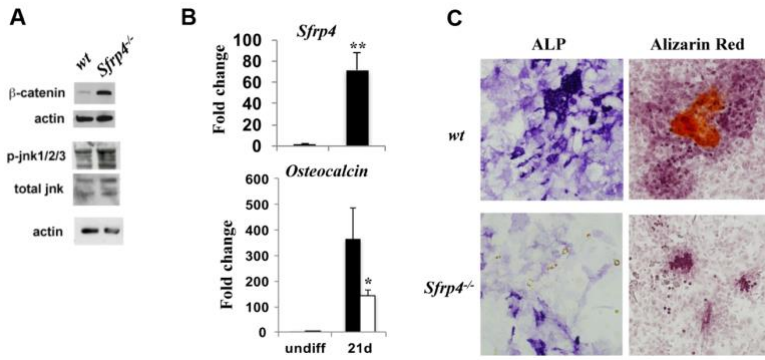 A
wt
Sfrp4-/-
β-catenin
actin
p-jnk1/2/3
total jnk
actin
B
Sfrp4
Fold change
100
80
60
40
20
0
**
Osteocalcin
Fold change
600
500
400
300
200
100
0
*
undiff 21d
C
ALP Alizarin Red
wt
Sfrp4-/-